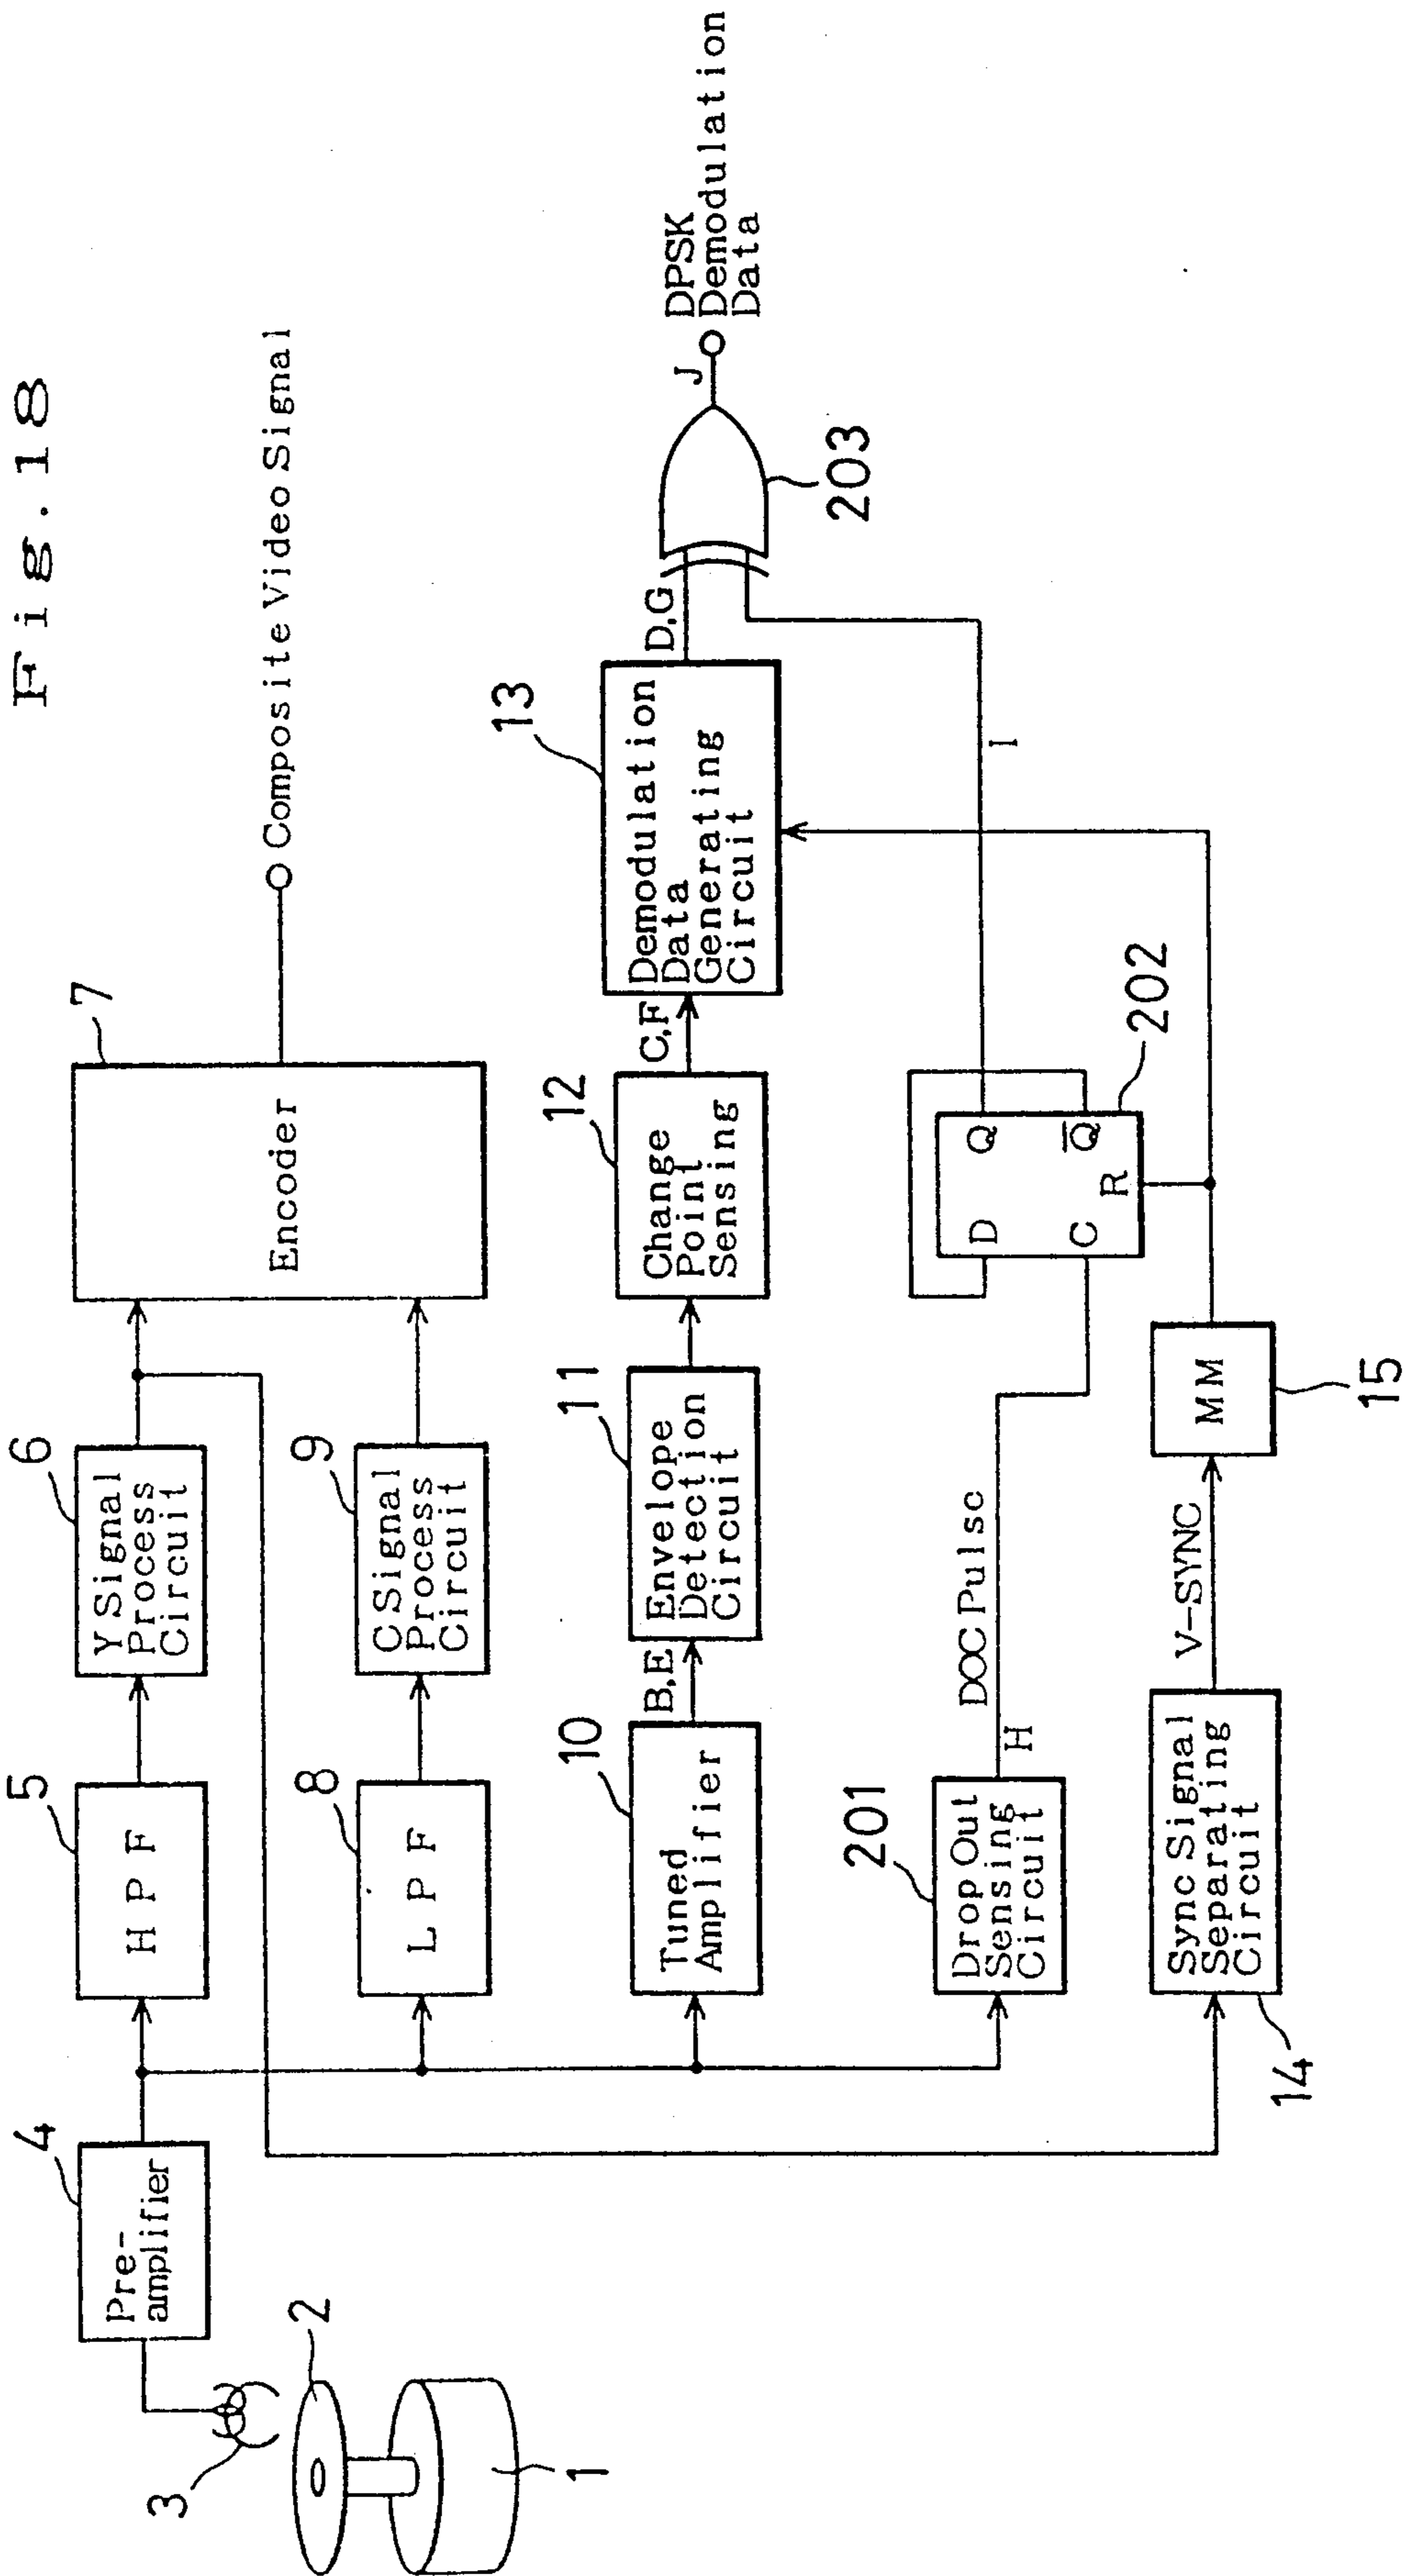 Fig.18
4
Pre-
amplifier
5
HPF
6
Y Signal
Process
Circuit
7
Encoder
Composite Video Signal
8
LPF
9
C Signal
Process
Circuit
3
2
1
10
Tuned
Amplifier
B,E
11
Envelope
Detection
Circuit
12
Change
Point
Sensing
C,F
13
Demodulation
Data
Generating
Circuit
D,G
203
J
DPSK
Demodulation
Data
201
Drop Out
Sensing
Circuit
H
DOC Pulse
D
Q
C
Q
R
202
I
14
Sync Signal
Separating
Circuit
V-SYNC
MM
15